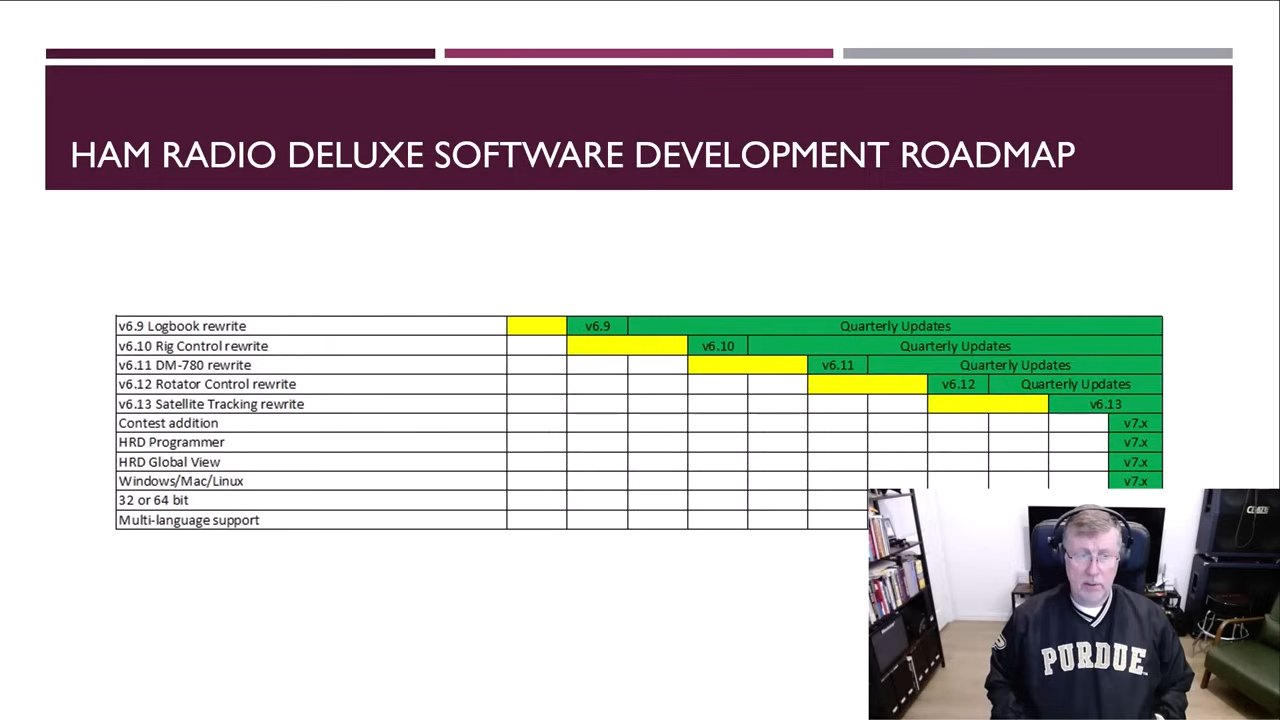 HAM RADIO DELUXE SOFTWARE DEVELOPMENT ROADMAP
v6.9 Logbook rewrite v6.9 Quarterly Updates
v6.10 Rig Control rewrite v6.10 Quarterly Updates
v6.11 DM-780 rewrite v6.11 Quarterly Updates
v6.12 Rotator Control rewrite v6.12 Quarterly Updates
v6.13 Satellite Tracking rewrite v6.13
Contest addition v7.x
HRD Programmer v7.x
HRD Global View v7.x
Windows/Mac/Linux v7.x
32 or 64 bit
Multi-language support
PURDUE